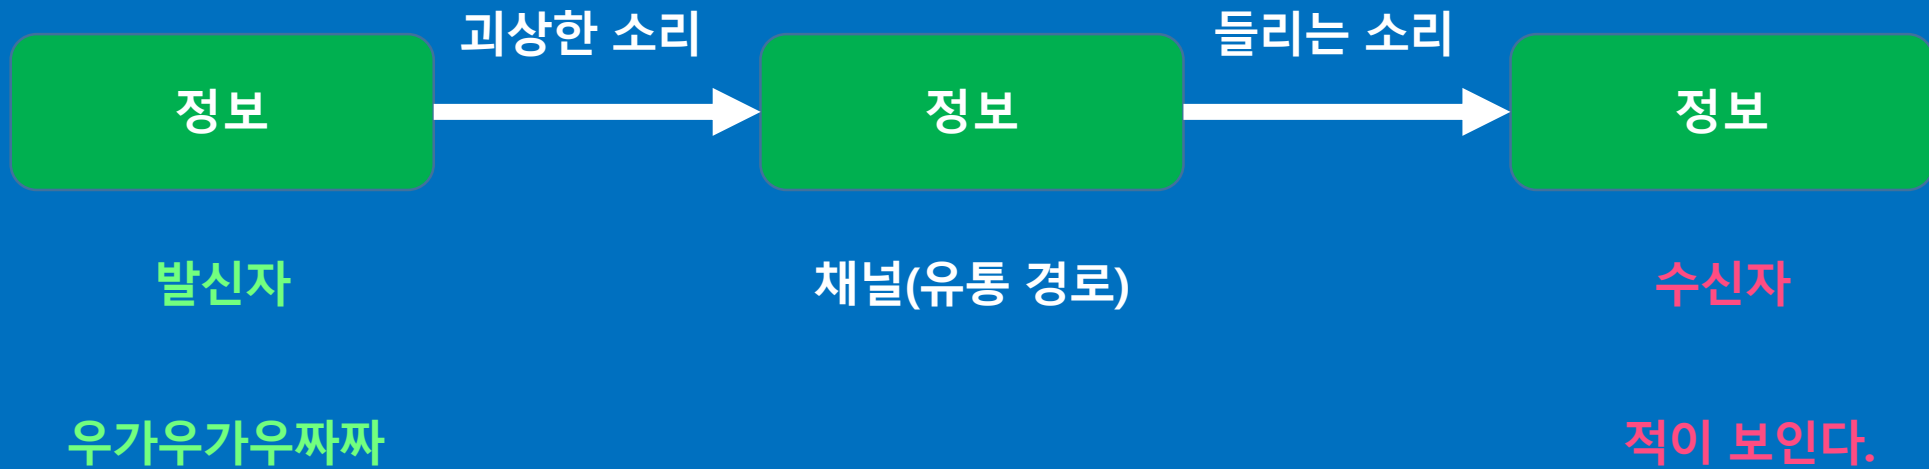 괴상한 소리
들리는 소리
정보
정보
정보
발신자
채널(유통 경로)
수신자
우가우가우짜짜
적이 보인다.